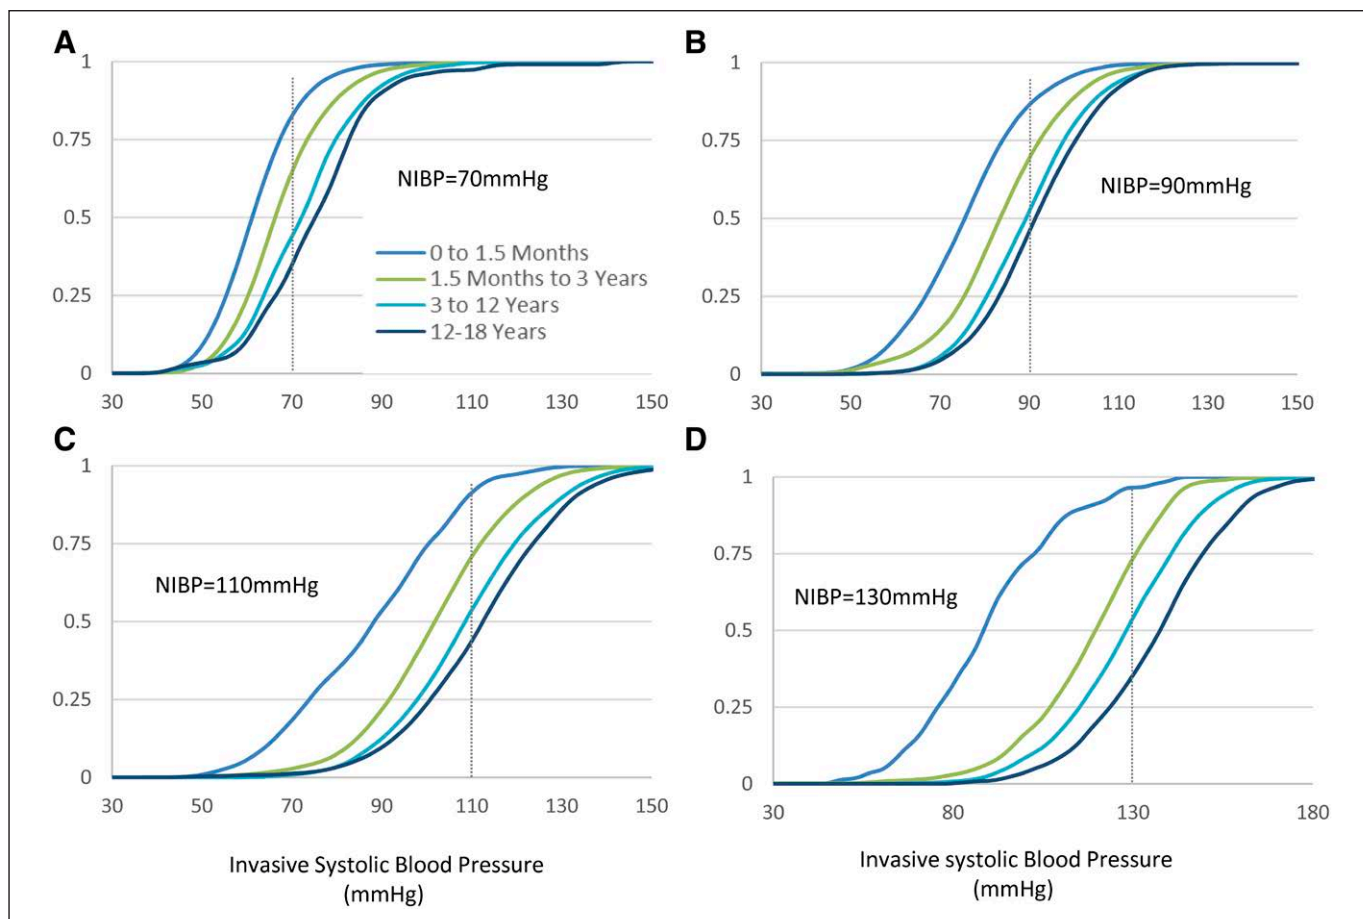 A
1
0.75
0.5
0.25
0
NIBP=70mmHg
0 to 1.5 Months
1.5 Months to 3 Years
3 to 12 Years
12-18 Years
30 50 70 90 110 130 150
B
1
0.75
0.5
0.25
0
NIBP=90mmHg
30 50 70 90 110 130 150
C
1
0.75
0.5
0.25
0
NIBP=110mmHg
30 50 70 90 110 130 150
Invasive Systolic Blood Pressure
(mmHg)
D
1
0.75
0.5
0.25
0
NIBP=130mmHg
30 80 130 180
Invasive systolic Blood Pressure
(mmHg)